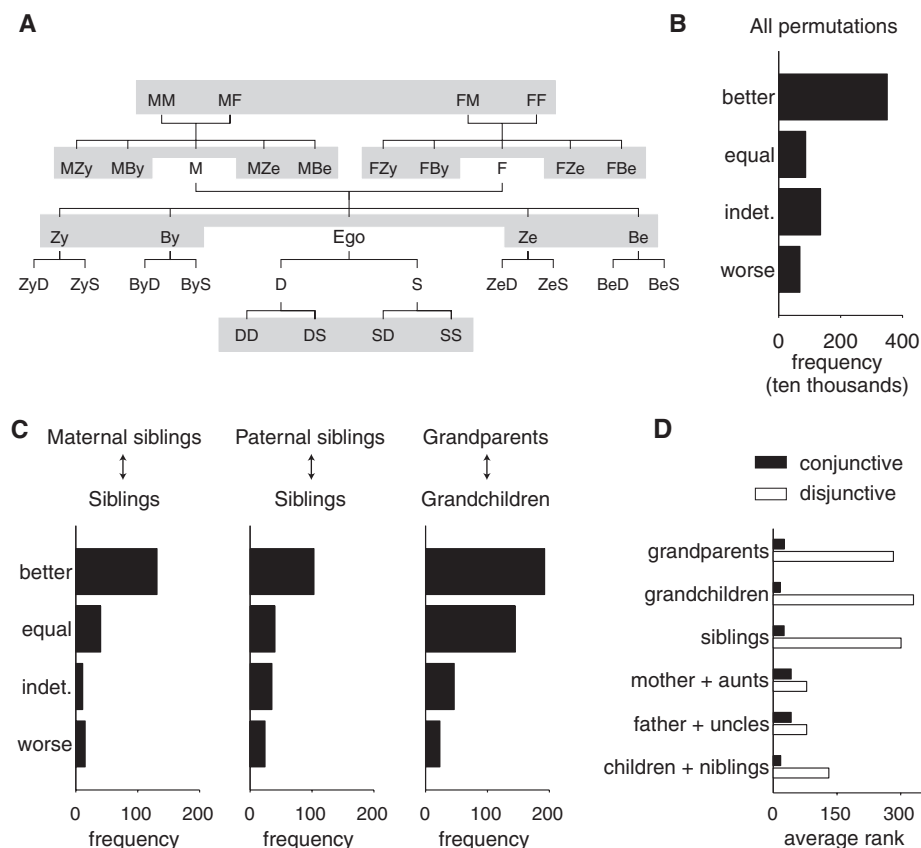 A
MM MF FM FF
MZy MBy M MZe MBe FZy FBy F FZe FBe
Zy By Ego Ze Be
ZyD ZyS ByD ByS D S ZeD ZeS BeD BeS
DD DS SD SS
B
All permutations
better
equal
indet.
worse
0 200 400
frequency
(ten thousands)
C
Maternal siblings Paternal siblings Grandparents
Siblings Siblings Grandchildren
better
equal
indet.
worse
0 200 0 200 0 200
frequency frequency frequency
D
conjunctive
disjunctive
grandparents
grandchildren
siblings
mother + aunts
father + uncles
children + niblings
0 150 300
average rank